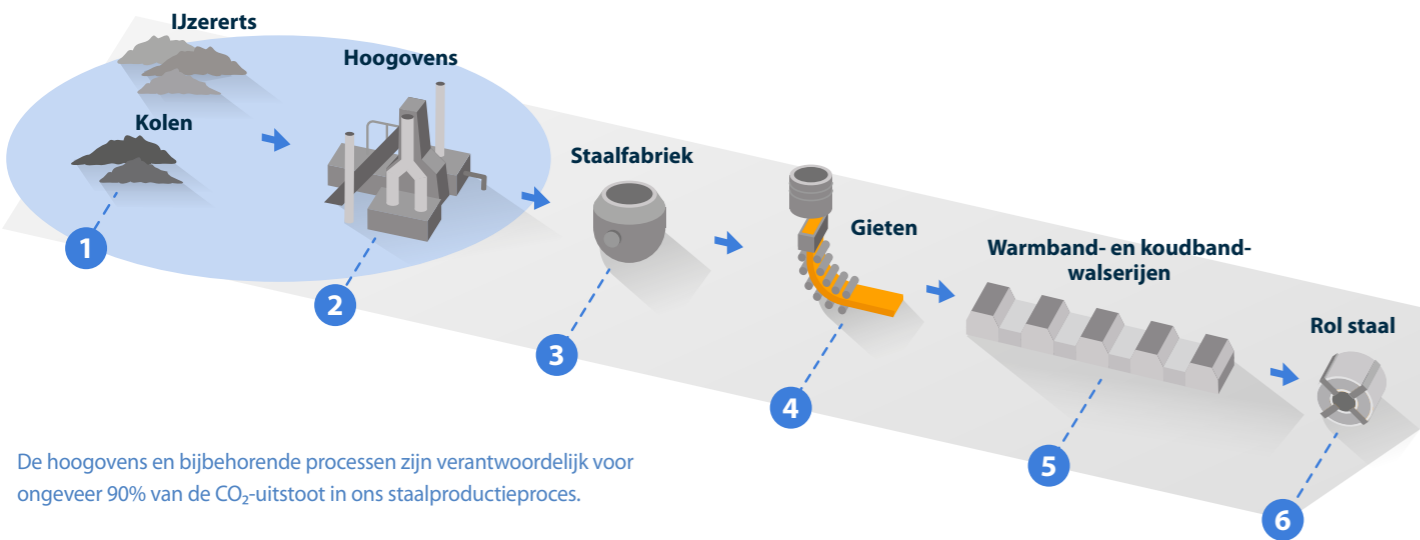 IJzererts
Hoogovens
Kolen
Staalfabriek
Gieten
Warmband- en koudband-
walserijen
Rol staal
1
2
3
4
5
6
De hoogovens en bijbehorende processen zijn verantwoordelijk voor
ongeveer 90% van de CO₂-uitstoot in ons staalproductieproces.